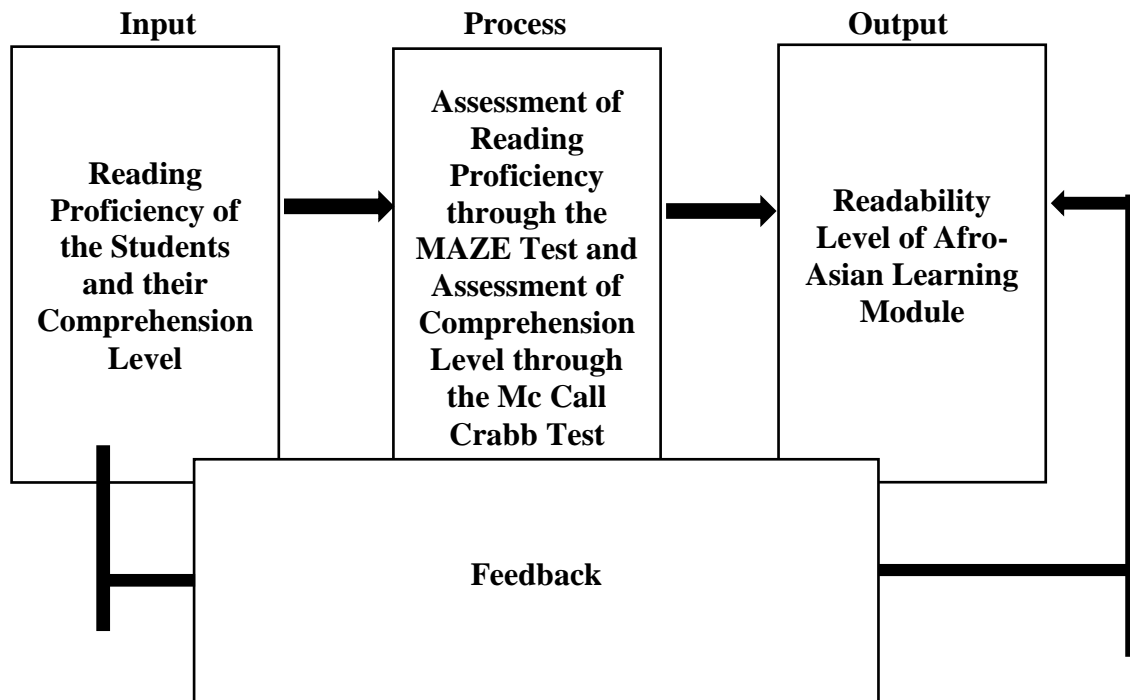 Input
Process
Output
Reading
Proficiency of
the Students
and their
Comprehension
Level
Assessment of
Reading
Proficiency
through the
MAZE Test and
Assessment of
Comprehension
Level through
the Mc Call
Crabb Test
Readability
Level of Afro-
Asian Learning
Module
Feedback